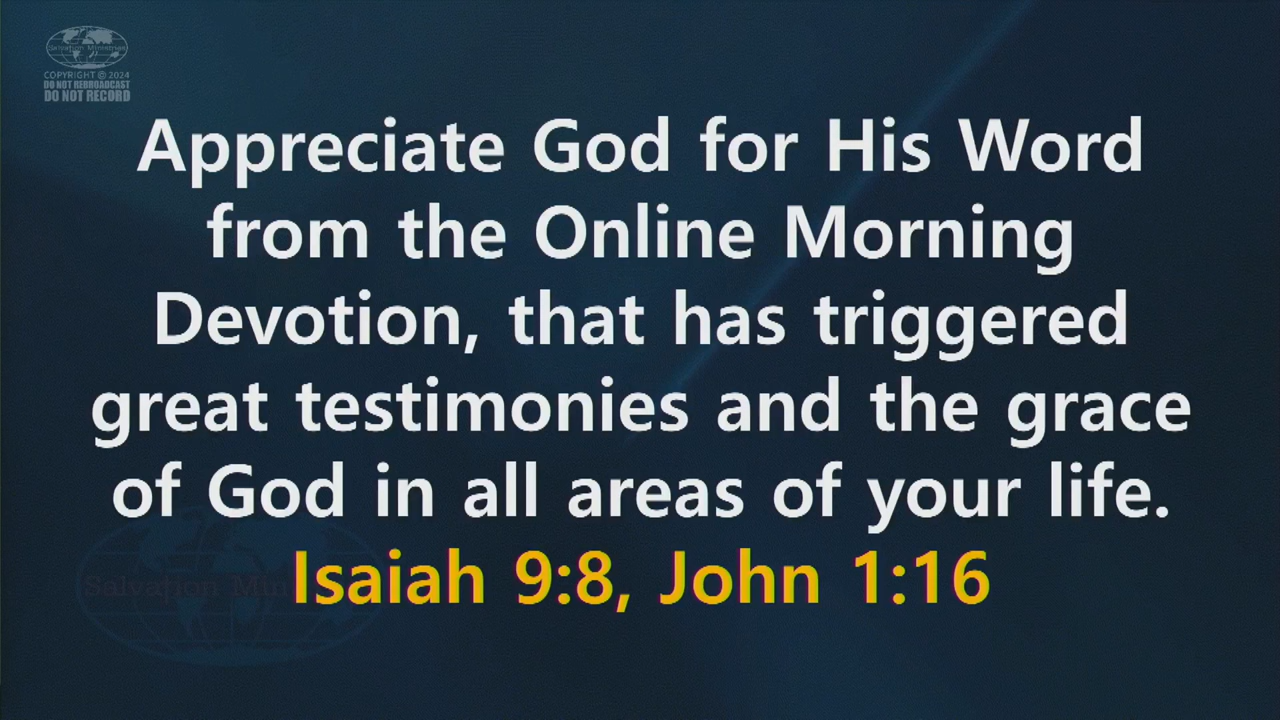 Salvation Ministries
COPYRIGHT @ 2024
DO NOT REBROADCAST
DO NOT RECORD
Appreciate God for His Word
from the Online Morning
Devotion, that has triggered
great testimonies and the grace
of God in all areas of your life.
Isaiah 9:8, John 1:16
Salvation Min